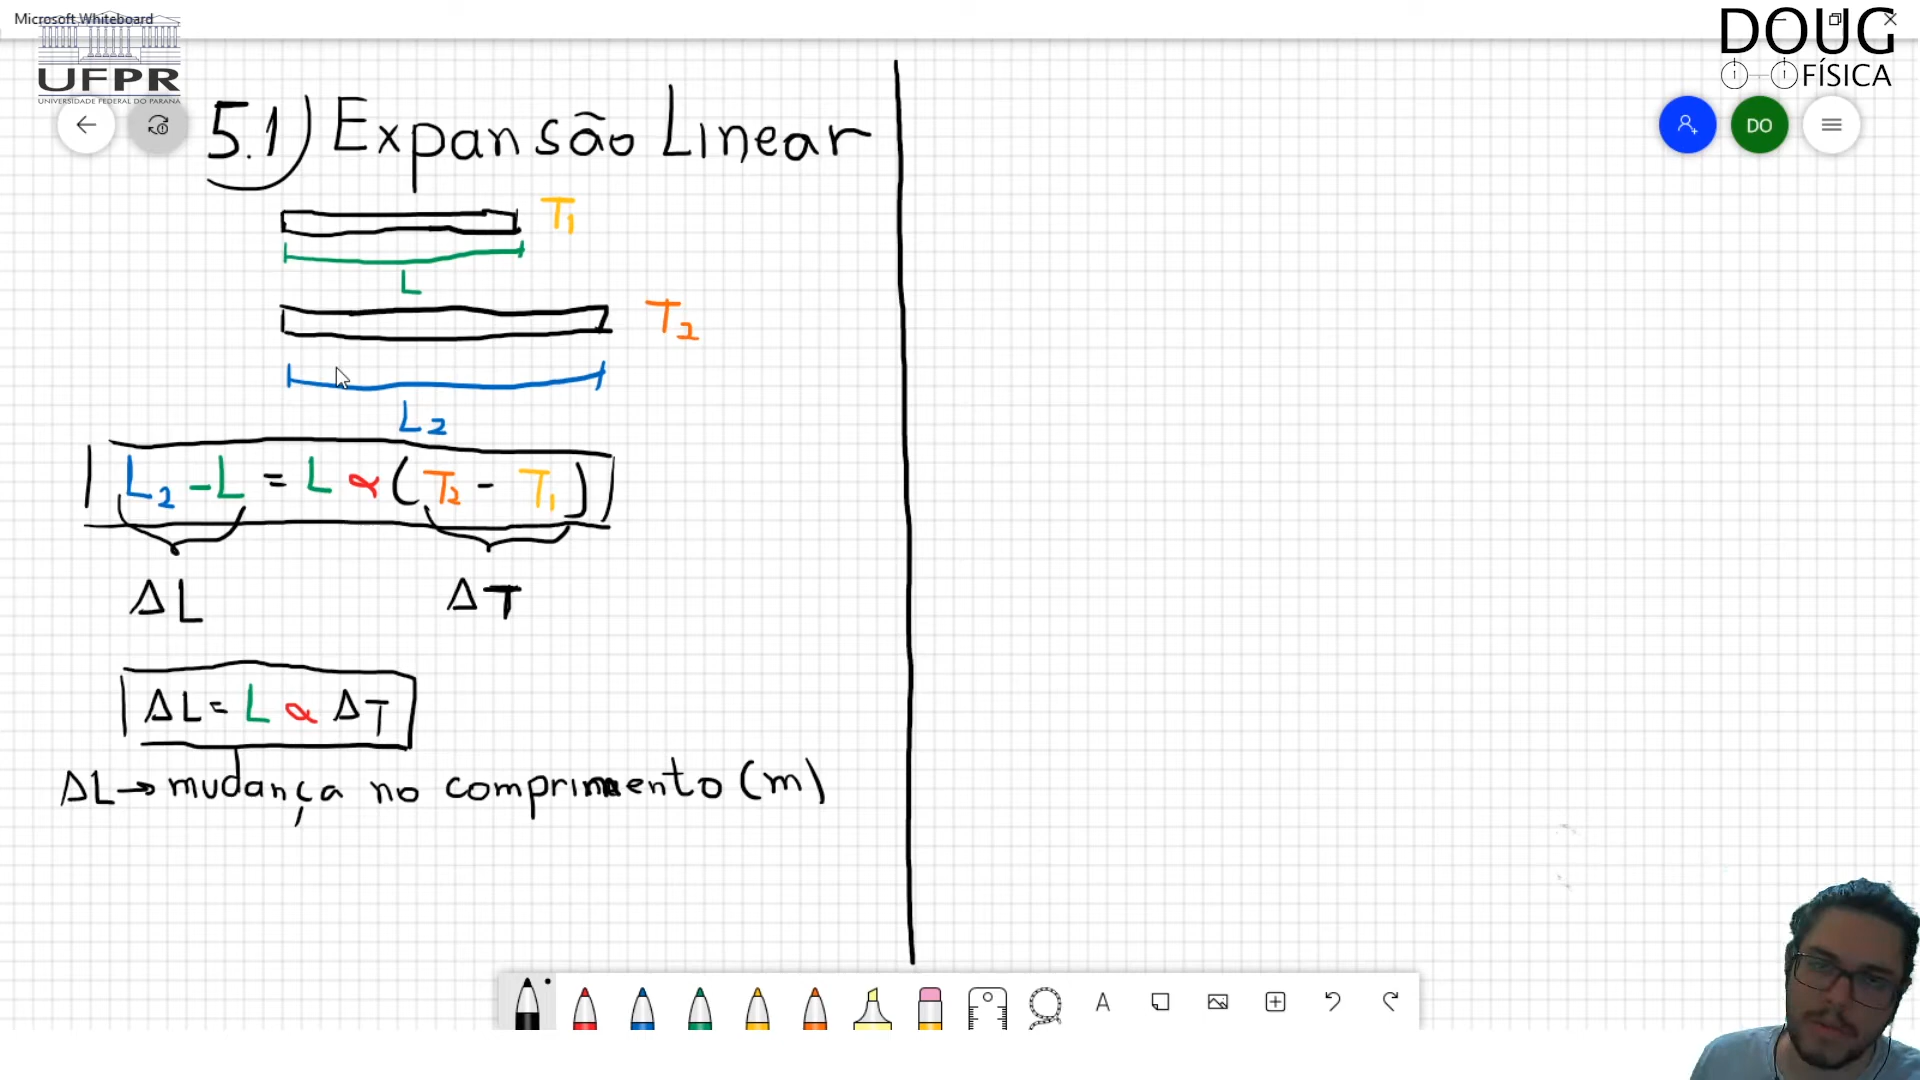 Microsoft Whiteboard
UFPR
UNIVERSIDADE FEDERAL DO PARANÁ
DOUG
FÍSICA
DO
5.1) Expansão Linear
T₁
L
T₂
L₂
L₂ - L = L α (T₂ - T₁)
ΔL ΔT
ΔL = L α ΔT
ΔL → mudança no comprimento (m)
A